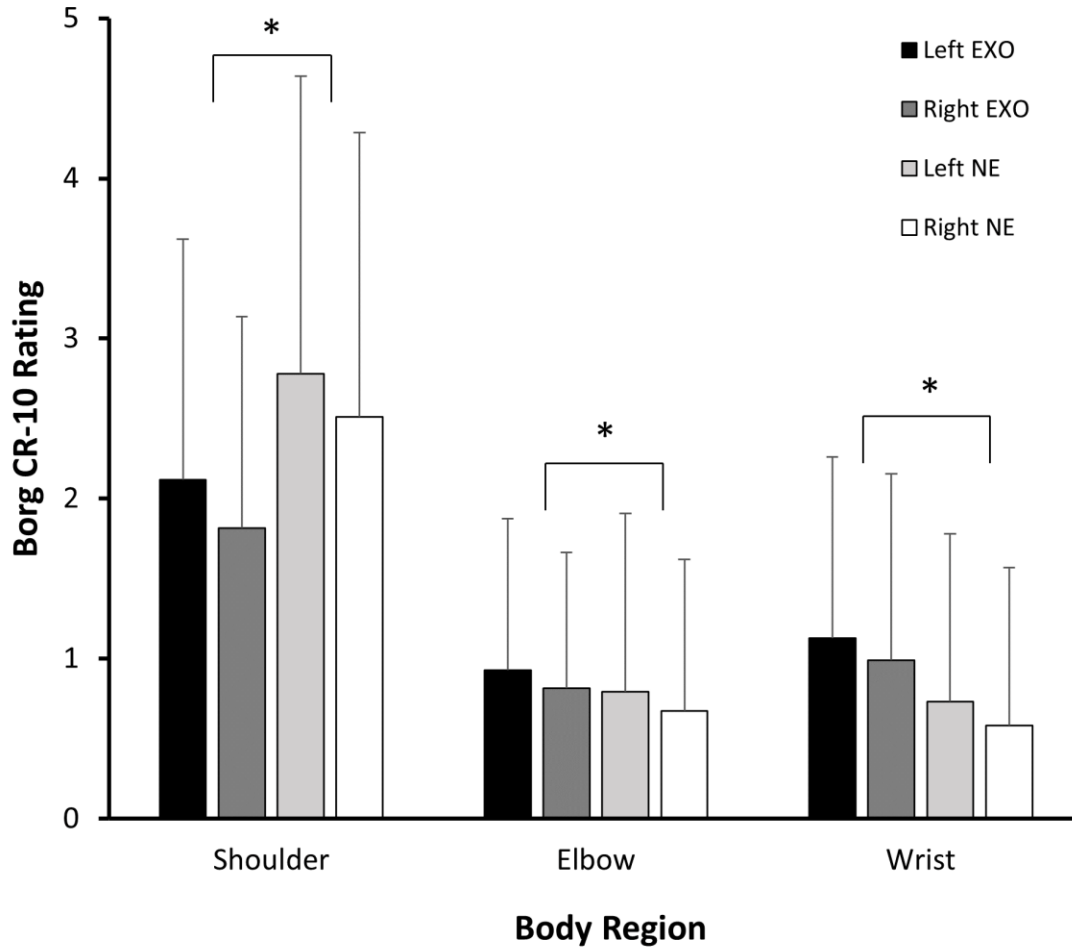 5
4
3
2
1
0
Borg CR-10 Rating
*
*
*
Left EXO
Right EXO
Left NE
Right NE
Shoulder
Elbow
Wrist
Body Region